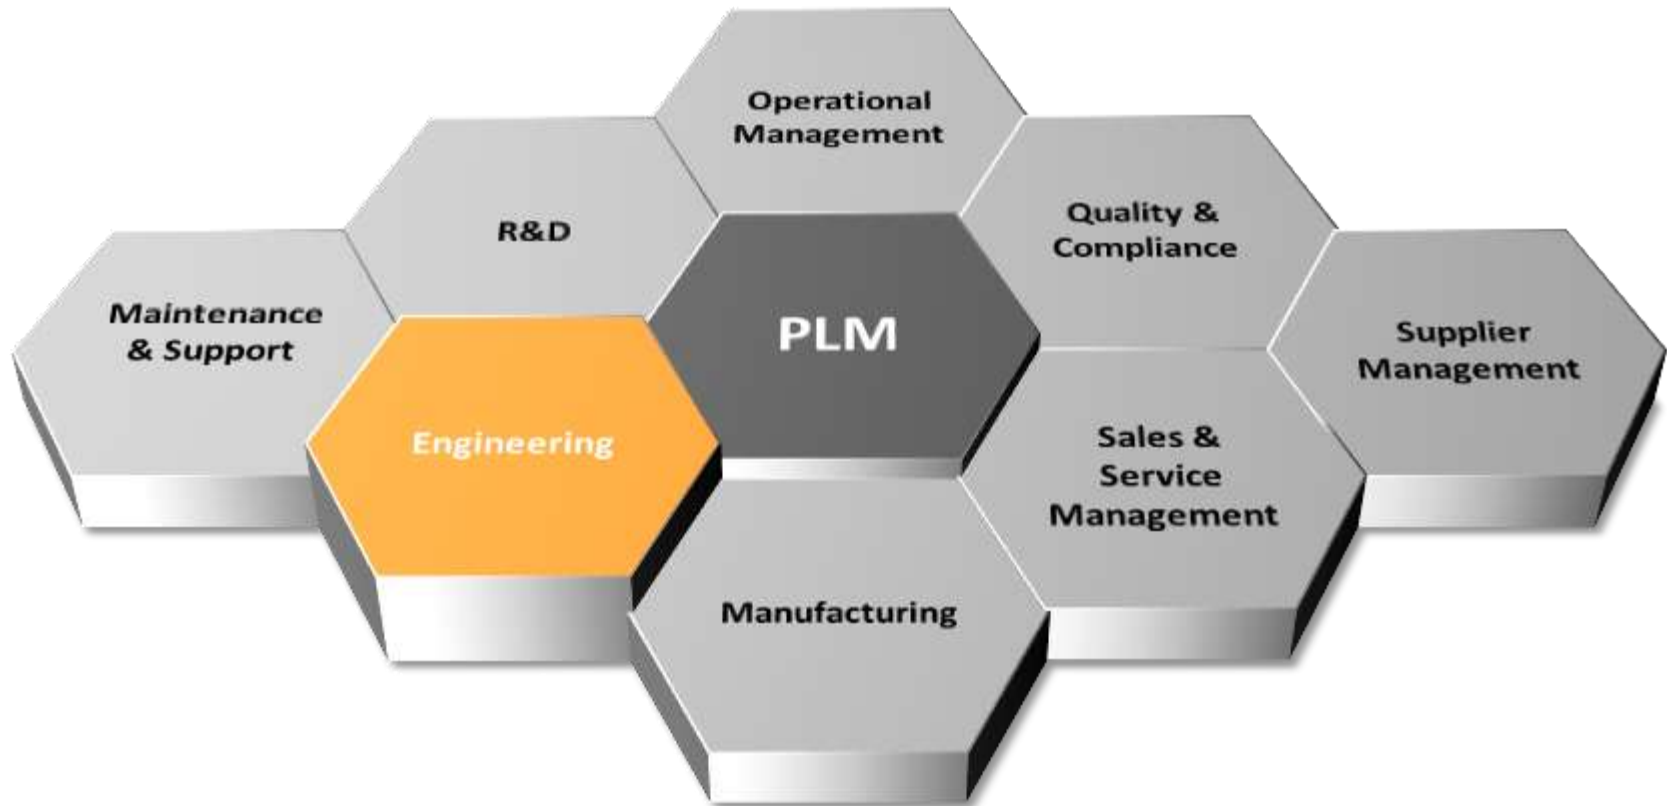 Operational
Management
R&D
Quality &
Compliance
Maintenance
& Support
PLM
Supplier
Management
Engineering
Sales &
Service
Management
Manufacturing